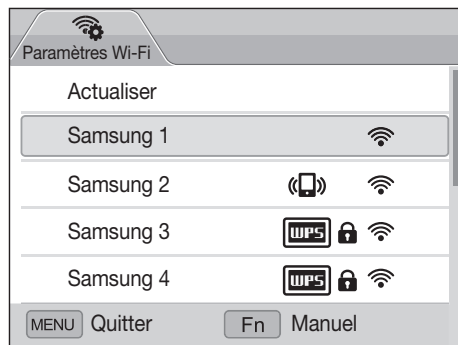 Paramètres Wi-Fi
Actualiser
Samsung 1
Samsung 2
Samsung 3 WPS
Samsung 4 WPS
MENU Quitter Fn Manuel